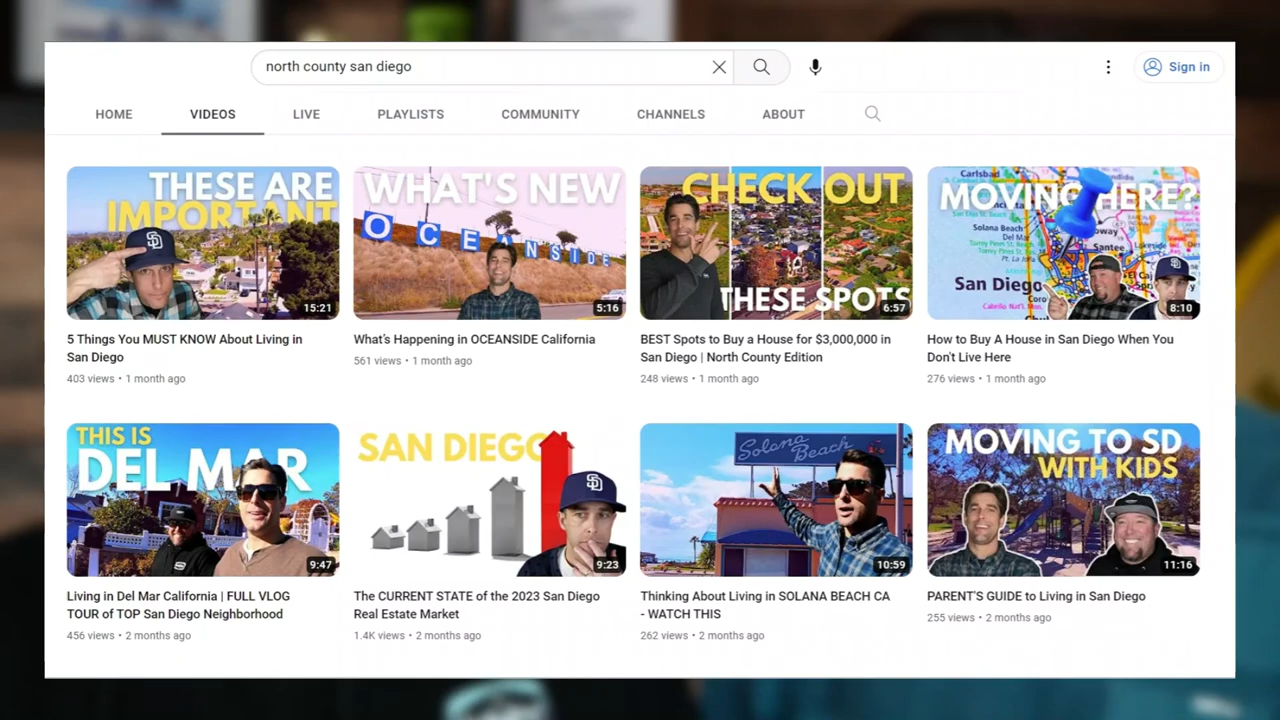 north county san diego
Sign in
HOME
VIDEOS
LIVE
PLAYLISTS
COMMUNITY
CHANNELS
ABOUT
THESE ARE
IMPORTANT
SD
15:21
5 Things You MUST KNOW About Living in
San Diego
403 views • 1 month ago
WHAT'S NEW
OCEANSIDE
5:16
What's Happening in OCEANSIDE California
561 views • 1 month ago
CHECK OUT
THESE SPOTS
6:57
BEST Spots to Buy a House for $3,000,000 in
San Diego | North County Edition
248 views • 1 month ago
Carlsbad
MOVING HERE?
Solana Beach
Del Mar
Santee
Lakeside
San Diego
8:10
How to Buy A House in San Diego When You
Don't Live Here
276 views • 1 month ago
THIS IS
DEL MAR
9:47
Living in Del Mar California | FULL VLOG
TOUR of TOP San Diego Neighborhood
456 views • 2 months ago
SAN DIEGO
SD
9:23
The CURRENT STATE of the 2023 San Diego
Real Estate Market
1.4K views • 2 months ago
Solana
Beach
10:59
Thinking About Living in SOLANA BEACH CA
- WATCH THIS
262 views • 2 months ago
MOVING TO SD
WITH KIDS
11:16
PARENT'S GUIDE to Living in San Diego
255 views • 2 months ago